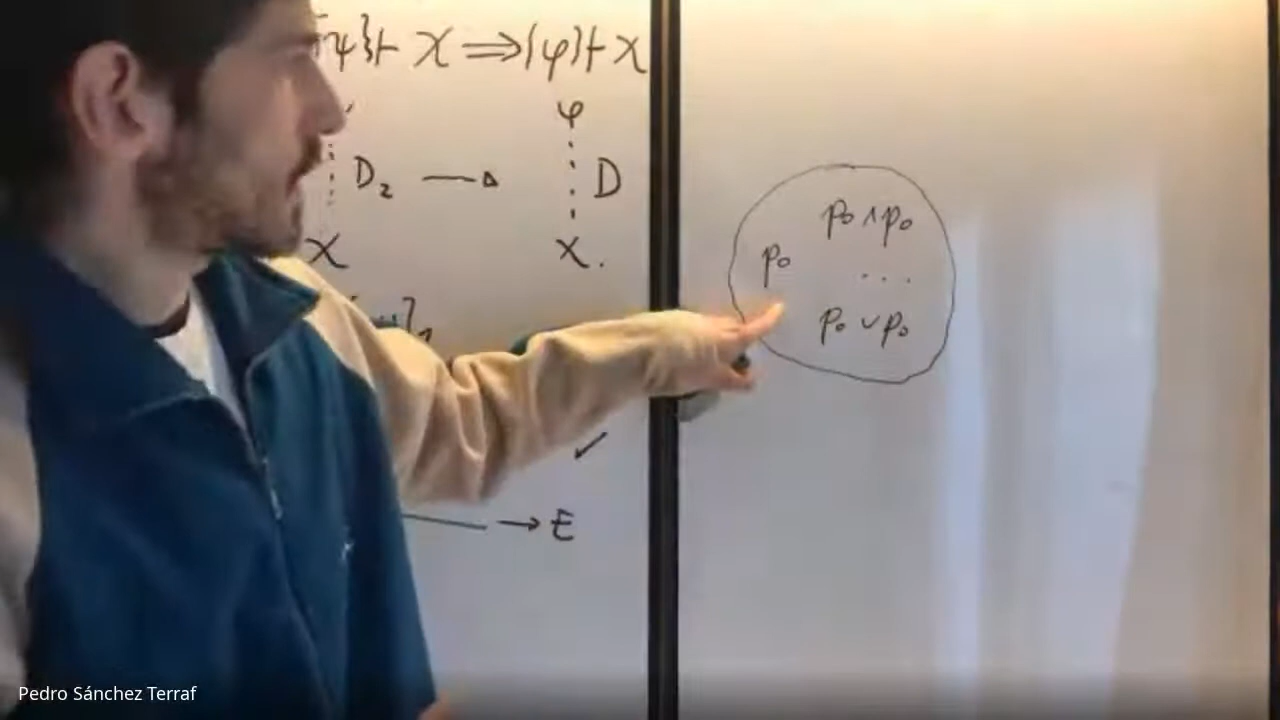 ψ} ⊢ χ ⟹ {φ} ⊢ χ
φ
D₂ → D
χ χ.
→ E
p₀ ∧ p₀
p₀ ...
p₀ ∨ p₀
Pedro Sánchez Terraf